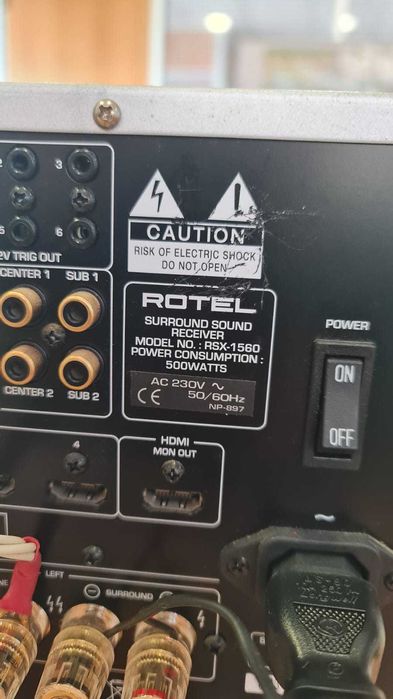 3
6
12V TRIG OUT
CENTER 1 SUB 1
CENTER 2 SUB 2
CAUTION
RISK OF ELECTRIC SHOCK
DO NOT OPEN
ROTEL
SURROUND SOUND
RECEIVER
MODEL NO. : RSX-1560
POWER CONSUMPTION :
500WATTS
AC 230V ~
CE 50/60Hz
NP-897
POWER
ON
OFF
4
HDMI
MON OUT
~
LEFT
SURROUND